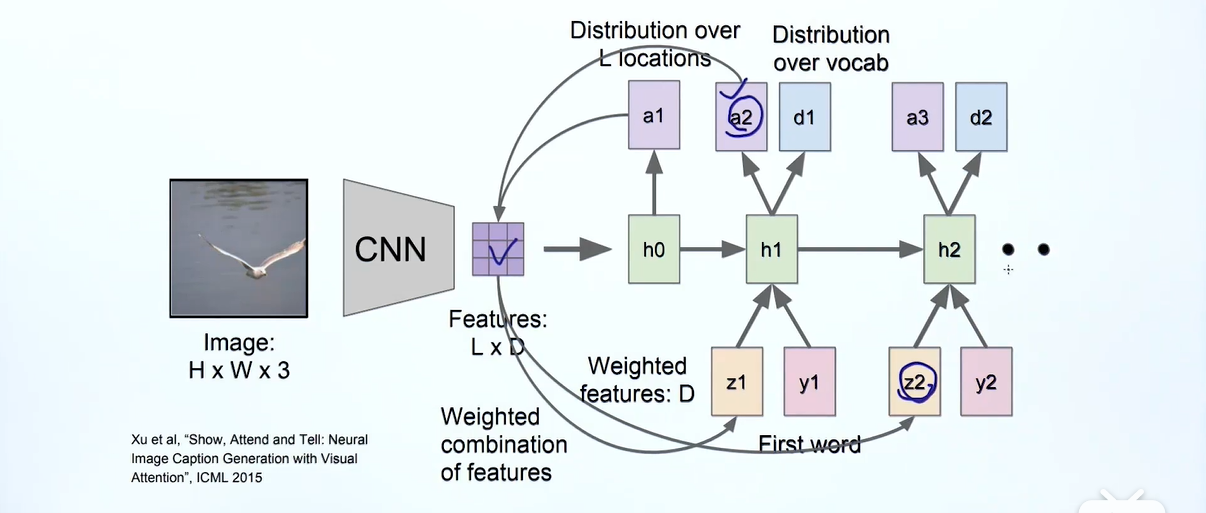 Distribution over
L locations
Distribution
over vocab
a1
a2
d1
a3
d2
CNN
h0
h1
h2
Image:
H x W x 3
Features:
L x D
Weighted
features: D
z1
y1
z2
y2
Weighted
combination
of features
First word
Xu et al, “Show, Attend and Tell: Neural
Image Caption Generation with Visual
Attention”, ICML 2015